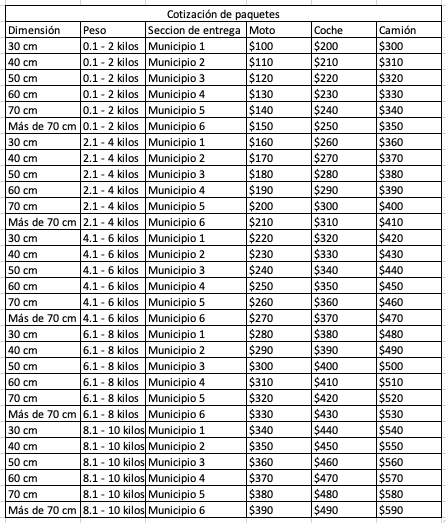 Cotización de paquetes
Dimensión Peso Seccion de entrega Moto Coche Camión
30 cm 0.1 - 2 kilos Municipio 1 $100 $200 $300
40 cm 0.1 - 2 kilos Municipio 2 $110 $210 $310
50 cm 0.1 - 2 kilos Municipio 3 $120 $220 $320
60 cm 0.1 - 2 kilos Municipio 4 $130 $230 $330
70 cm 0.1 - 2 kilos Municipio 5 $140 $240 $340
Más de 70 cm 0.1 - 2 kilos Municipio 6 $150 $250 $350
30 cm 2.1 - 4 kilos Municipio 1 $160 $260 $360
40 cm 2.1 - 4 kilos Municipio 2 $170 $270 $370
50 cm 2.1 - 4 kilos Municipio 3 $180 $280 $380
60 cm 2.1 - 4 kilos Municipio 4 $190 $290 $390
70 cm 2.1 - 4 kilos Municipio 5 $200 $300 $400
Más de 70 cm 2.1 - 4 kilos Municipio 6 $210 $310 $410
30 cm 4.1 - 6 kilos Municipio 1 $220 $320 $420
40 cm 4.1 - 6 kilos Municipio 2 $230 $330 $430
50 cm 4.1 - 6 kilos Municipio 3 $240 $340 $440
60 cm 4.1 - 6 kilos Municipio 4 $250 $350 $450
70 cm 4.1 - 6 kilos Municipio 5 $260 $360 $460
Más de 70 cm 4.1 - 6 kilos Municipio 6 $270 $370 $470
30 cm 6.1 - 8 kilos Municipio 1 $280 $380 $480
40 cm 6.1 - 8 kilos Municipio 2 $290 $390 $490
50 cm 6.1 - 8 kilos Municipio 3 $300 $400 $500
60 cm 6.1 - 8 kilos Municipio 4 $310 $410 $510
70 cm 6.1 - 8 kilos Municipio 5 $320 $420 $520
Más de 70 cm 6.1 - 8 kilos Municipio 6 $330 $430 $530
30 cm 8.1 - 10 kilos Municipio 1 $340 $440 $540
40 cm 8.1 - 10 kilos Municipio 2 $350 $450 $550
50 cm 8.1 - 10 kilos Municipio 3 $360 $460 $560
60 cm 8.1 - 10 kilos Municipio 4 $370 $470 $570
70 cm 8.1 - 10 kilos Municipio 5 $380 $480 $580
Más de 70 cm 8.1 - 10 kilos Municipio 6 $390 $490 $590